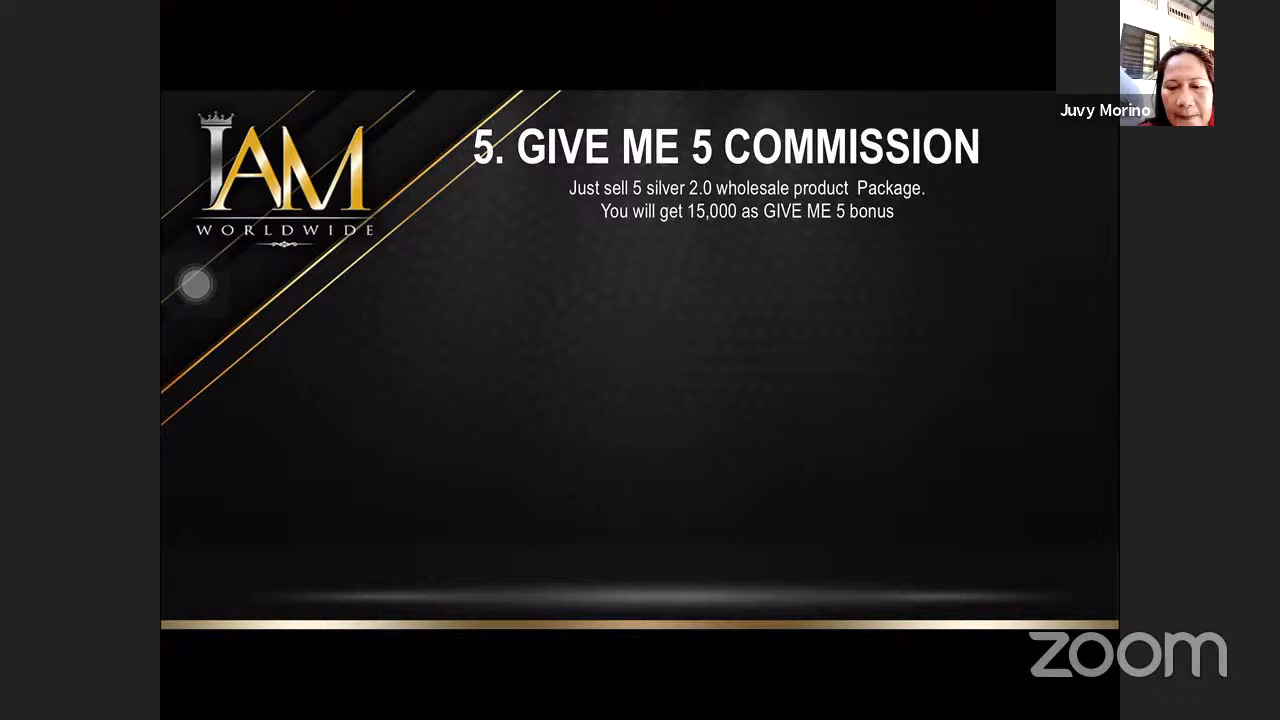 IAM
WORLDWIDE
5. GIVE ME 5 COMMISSION
Just sell 5 silver 2.0 wholesale product  Package.
You will get 15,000 as GIVE ME 5 bonus
Juvy Morino
zoom